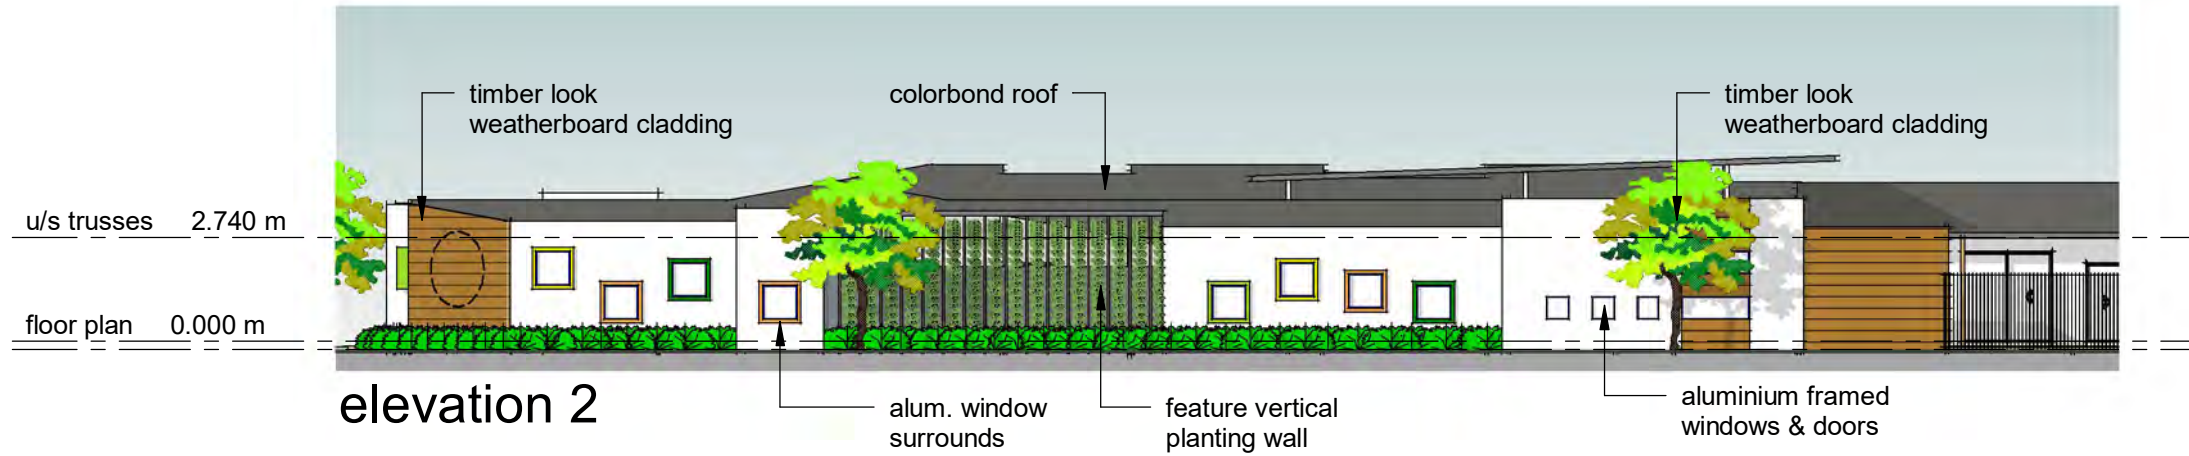 timber look
weatherboard cladding
colorbond roof
timber look
weatherboard cladding
u/s trusses 2.740 m
floor plan 0.000 m
elevation 2
alum. window
surrounds
feature vertical
planting wall
aluminium framed
windows & doors